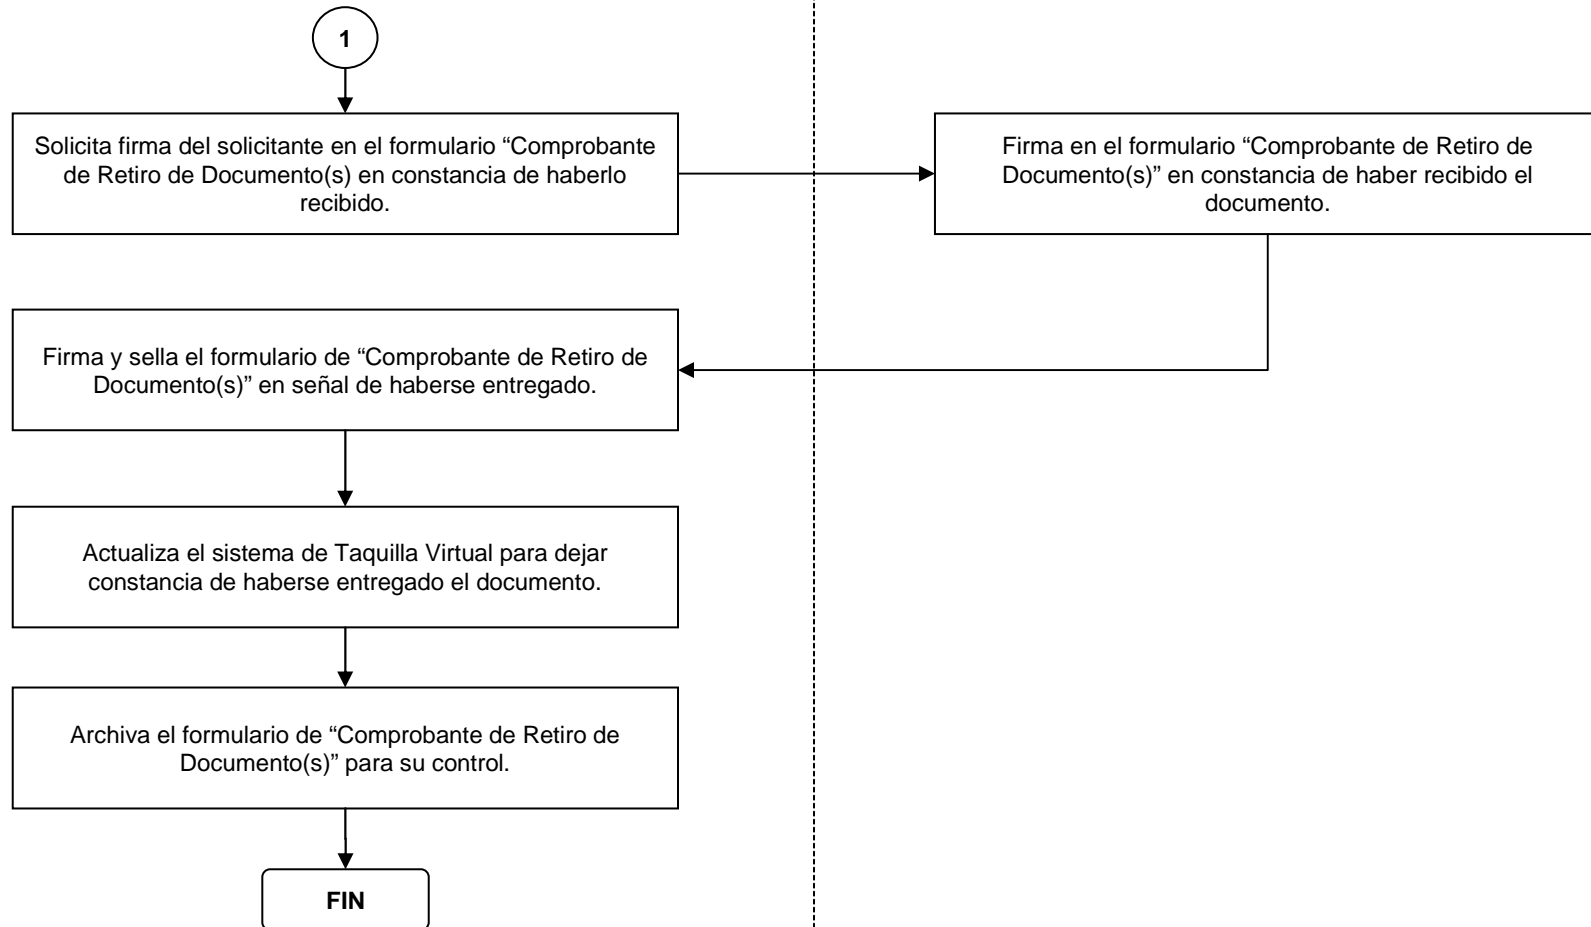 1
Solicita firma del solicitante en el formulario “Comprobante
de Retiro de Documento(s) en constancia de haberlo
recibido.
Firma en el formulario “Comprobante de Retiro de
Documento(s)” en constancia de haber recibido el
documento.
Firma y sella el formulario de “Comprobante de Retiro de
Documento(s)” en señal de haberse entregado.
Actualiza el sistema de Taquilla Virtual para dejar
constancia de haberse entregado el documento.
Archiva el formulario de “Comprobante de Retiro de
Documento(s)” para su control.
FIN